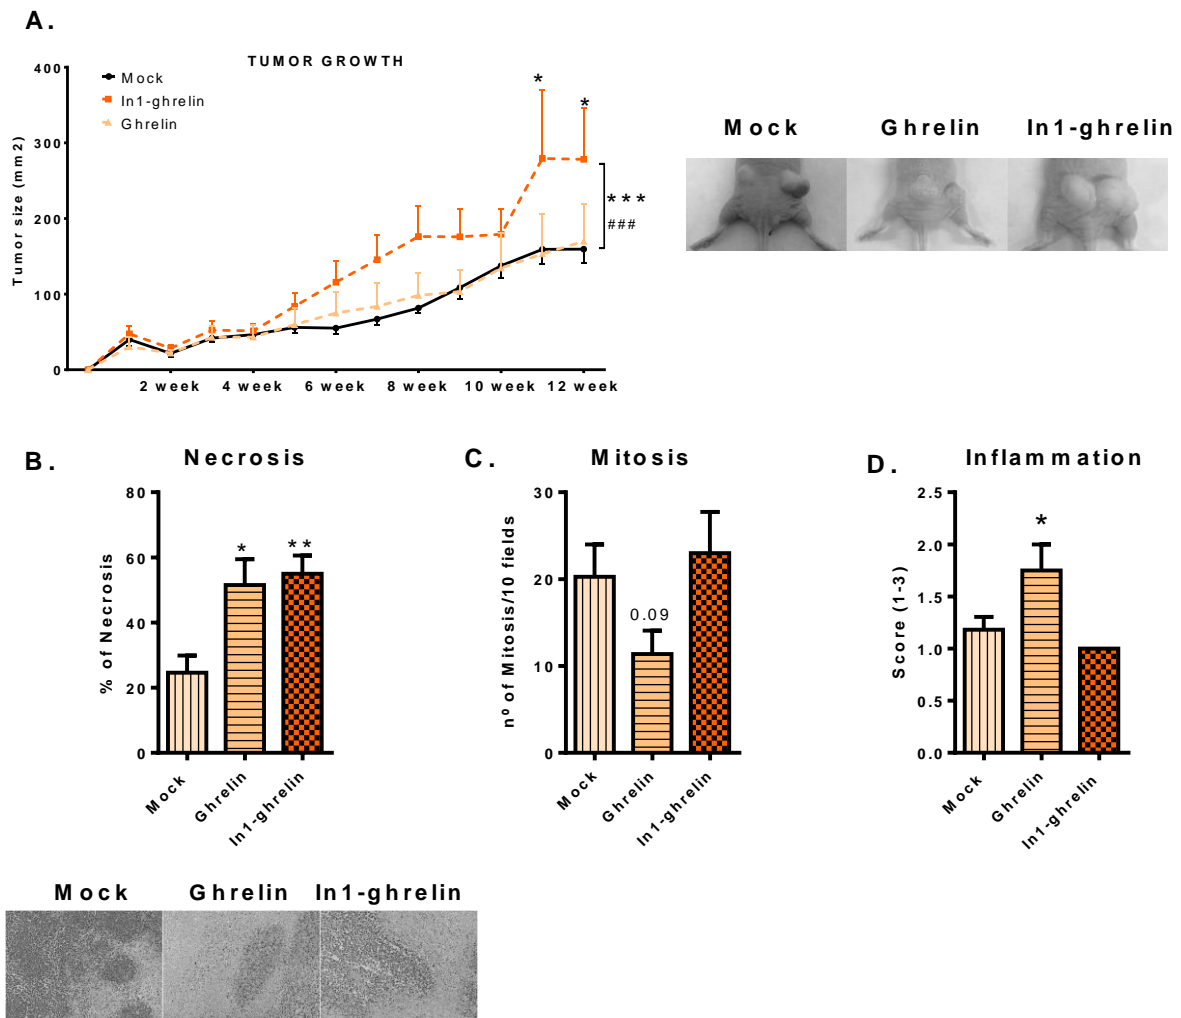 A.
TUMOR GROWTH
Mock
In1-ghrelin
Ghrelin
Tumor size (mm2)
400
300
200
100
0
2 week 4 week 6 week 8 week 10 week 12 week
*
*
***
###
Mock Ghrelin In1-ghrelin
B.
Necrosis
% of Necrosis
80
60
40
20
0
*
**
Mock
Ghrelin
In1-ghrelin
C.
Mitosis
nº of Mitosis/10 fields
30
20
10
0
0.09
Mock
Ghrelin
In1-ghrelin
D.
Inflammation
Score (1-3)
2.5
2.0
1.5
1.0
0.5
0.0
*
Mock
Ghrelin
In1-ghrelin
Mock Ghrelin In1-ghrelin